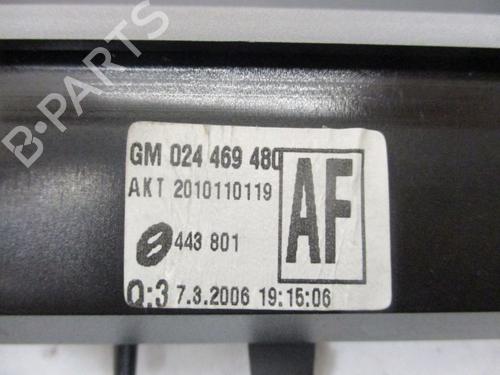 B-PARTS
GM 024 469 480
AKT 2010110119
AF
443 801
Q:3 7.3.2006 19:15:06